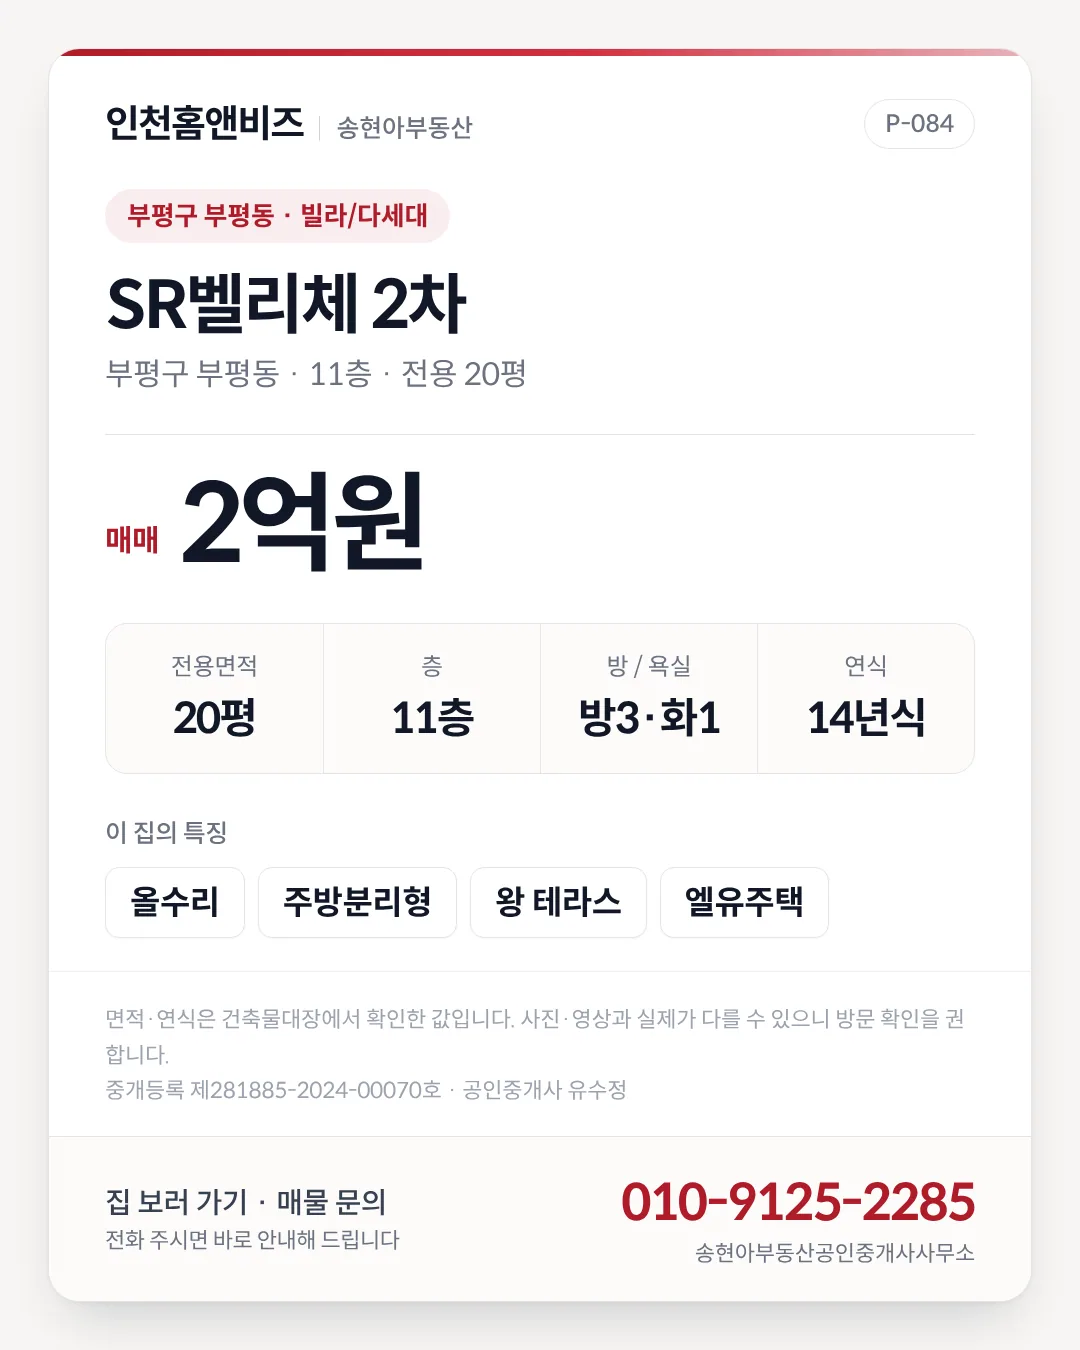 인천홈앤비즈 | 송현아부동산
P-084
부평구 부평동 · 빌라/다세대
SR벨리체 2차
부평구 부평동 · 11층 · 전용 20평
매매 2억원
전용면적 층 방 / 욕실 연식
20평 11층 방3·화1 14년식
이 집의 특징
올수리 주방분리형 왕 테라스 엘유주택
면적·연식은 건축물대장에서 확인한 값입니다. 사진·영상과 실제가 다를 수 있으니 방문 확인을 권
합니다.
중개등록 제281885-2024-00070호 · 공인중개사 유수정
집 보러 가기 · 매물 문의
전화 주시면 바로 안내해 드립니다
010-9125-2285
송현아부동산공인중개사사무소